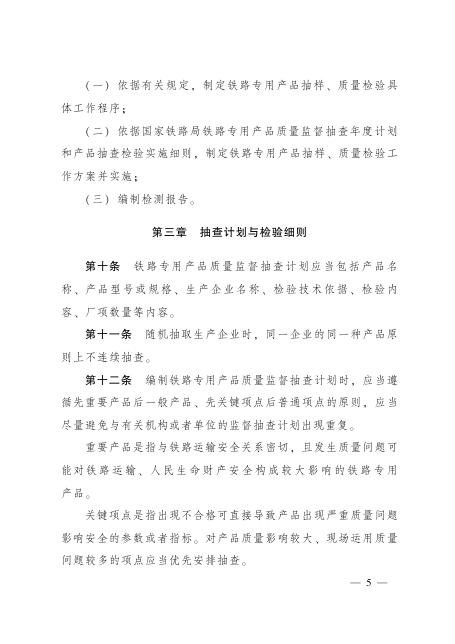 (一) 依据有关规定，制定铁路专用产品抽样、质量检验具
体工作程序；
(二) 依据国家铁路局铁路专用产品质量监督抽查年度计划
和产品抽查检验实施细则，制定铁路专用产品抽样、质量检验工
作方案并实施；
(三) 编制检测报告。
第三章 抽查计划与检验细则
第十条 铁路专用产品质量监督抽查计划应当包括产品名
称、产品型号或规格、生产企业名称、检验技术依据、检验内
容、厂项数量等内容。
第十一条 随机抽取生产企业时，同一企业的同一种产品原
则上不连续抽查。
第十二条 编制铁路专用产品质量监督抽查计划时，应当遵
循先重要产品后一般产品、先关键项点后普通项点的原则，应当
尽量避免与有关机构或者单位的监督抽查计划出现重复。
重要产品是指与铁路运输安全关系密切，且发生质量问题可
能对铁路运输、人民生命财产安全构成较大影响的铁路专用
产品。
关键项点是指出现不合格可直接导致产品出现严重质量问题
影响安全的参数或者指标。对产品质量影响较大、现场运用质量
问题较多的项点应当优先安排抽查。
— 5 —